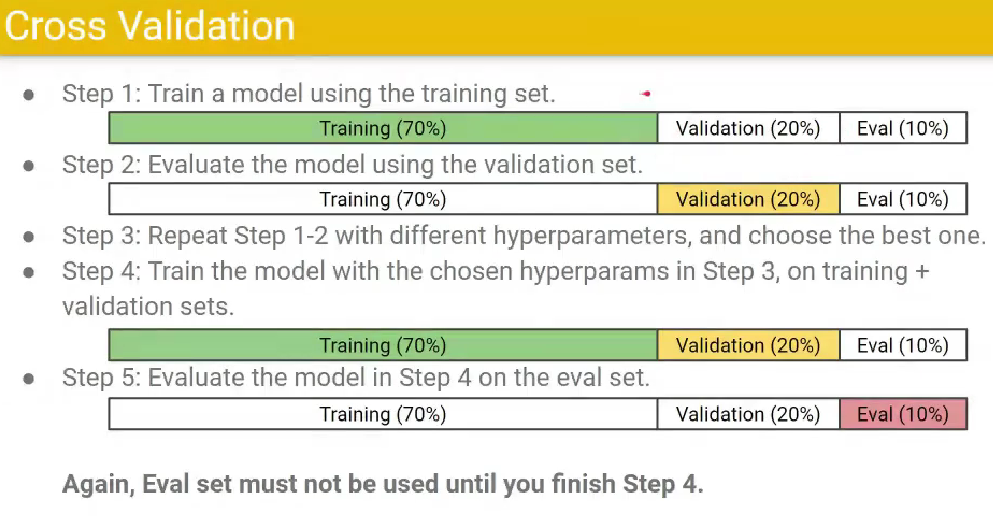 Cross Validation
● Step 1: Train a model using the training set.
Training (70%) Validation (20%) Eval (10%)
● Step 2: Evaluate the model using the validation set.
Training (70%) Validation (20%) Eval (10%)
● Step 3: Repeat Step 1-2 with different hyperparameters, and choose the best one.
● Step 4: Train the model with the chosen hyperparams in Step 3, on training +
validation sets.
Training (70%) Validation (20%) Eval (10%)
● Step 5: Evaluate the model in Step 4 on the eval set.
Training (70%) Validation (20%) Eval (10%)
Again, Eval set must not be used until you finish Step 4.